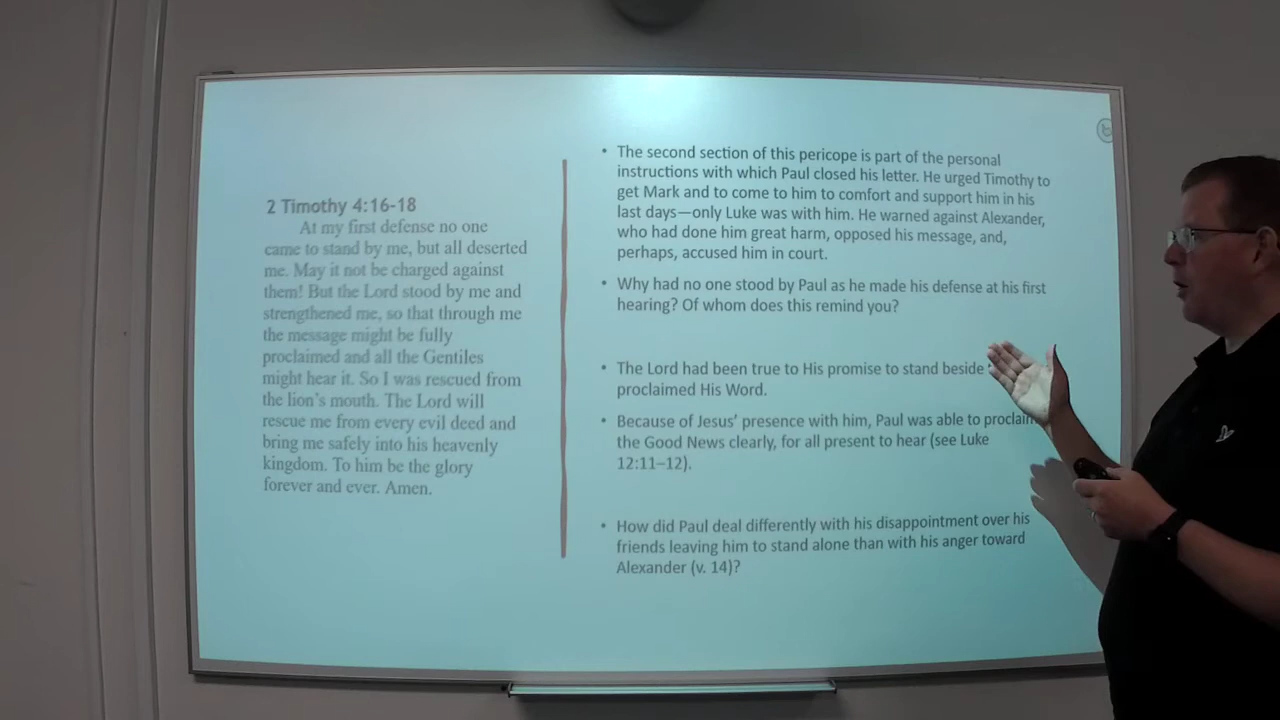 2 Timothy 4:16-18
At my first defense no one
came to stand by me, but all deserted
me. May it not be charged against
them! But the Lord stood by me and
strengthened me, so that through me
the message might be fully
proclaimed and all the Gentiles
might hear it. So I was rescued from
the lion's mouth. The Lord will
rescue me from every evil deed and
bring me safely into his heavenly
kingdom. To him be the glory
forever and ever. Amen.
• The second section of this pericope is part of the personal
instructions with which Paul closed his letter. He urged Timothy to
get Mark and to come to him to comfort and support him in his
last days—only Luke was with him. He warned against Alexander,
who had done him great harm, opposed his message, and,
perhaps, accused him in court.
• Why had no one stood by Paul as he made his defense at his first
hearing? Of whom does this remind you?
• The Lord had been true to His promise to stand beside
proclaimed His Word.
• Because of Jesus' presence with him, Paul was able to proclaim
the Good News clearly, for all present to hear (see Luke
12:11–12).
• How did Paul deal differently with his disappointment over his
friends leaving him to stand alone than with his anger toward
Alexander (v. 14)?